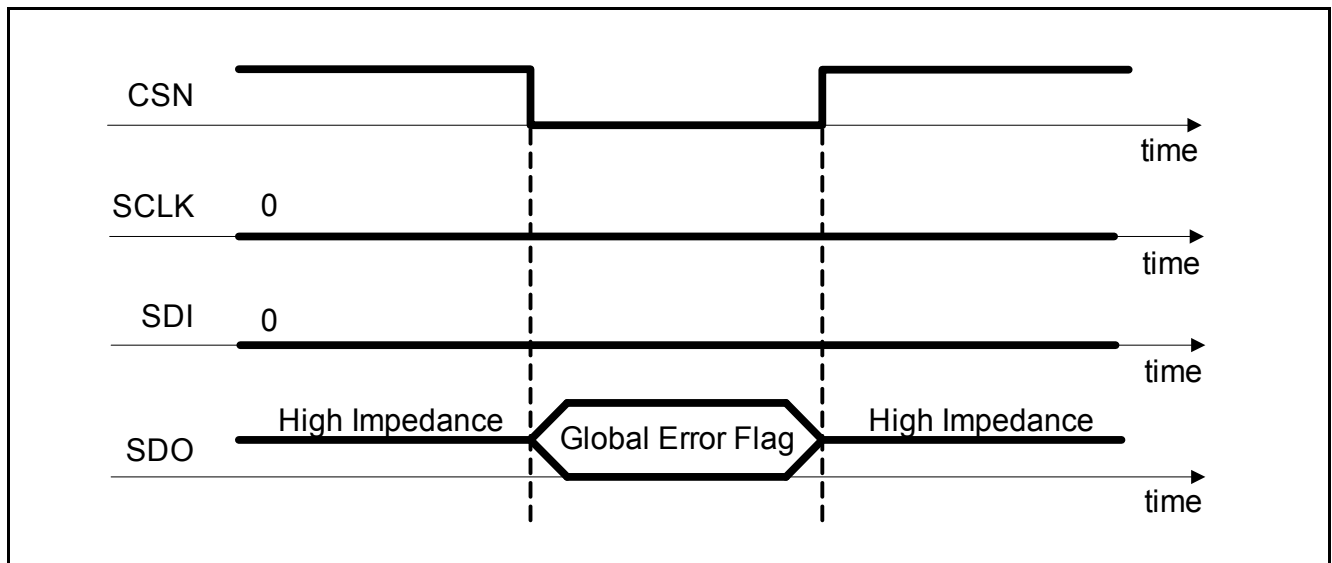 CSN
time
SCLK 0
time
SDI 0
time
High Impedance Global Error Flag High Impedance
SDO
time